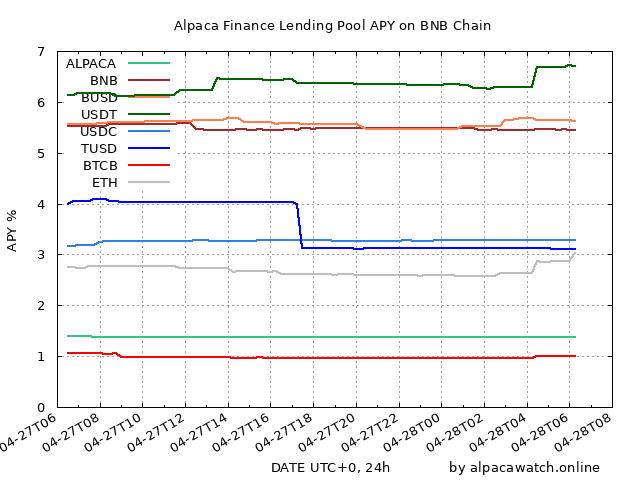 Alpaca Finance Lending Pool APY on BNB Chain
7
6
5
4
3
2
1
0
APY %
ALPACA
BNB
BUSD
USDT
USDC
TUSD
BTCB
ETH
04-27T06
04-27T08
04-27T10
04-27T12
04-27T14
04-27T16
04-27T18
04-27T20
04-27T22
04-28T00
04-28T02
04-28T04
04-28T06
04-28T08
DATE UTC+0, 24h
by alpacawatch.online